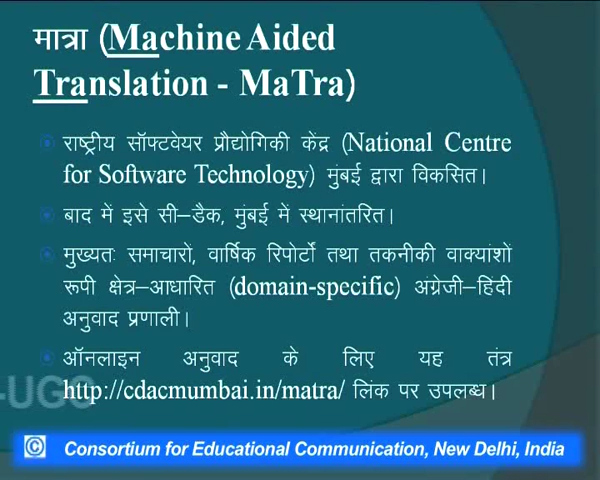 मात्रा (Machine Aided
Translation - MaTra)
राष्ट्रीय सॉफ्टवेयर प्रौद्योगिकी केंद्र (National Centre
for Software Technology) मुंबई द्वारा विकसित।
बाद में इसे सी–डैक, मुंबई में स्थानांतरित।
मुख्यतः समाचारों, वार्षिक रिपोर्टों तथा तकनीकी वाक्यांशों
रूपी क्षेत्र–आधारित (domain-specific) अंग्रेजी–हिंदी
अनुवाद प्रणाली।
ऑनलाइन अनुवाद के लिए यह तंत्र
http://cdacmumbai.in/matra/ लिंक पर उपलब्ध।
-UGC
© Consortium for Educational Communication, New Delhi, India